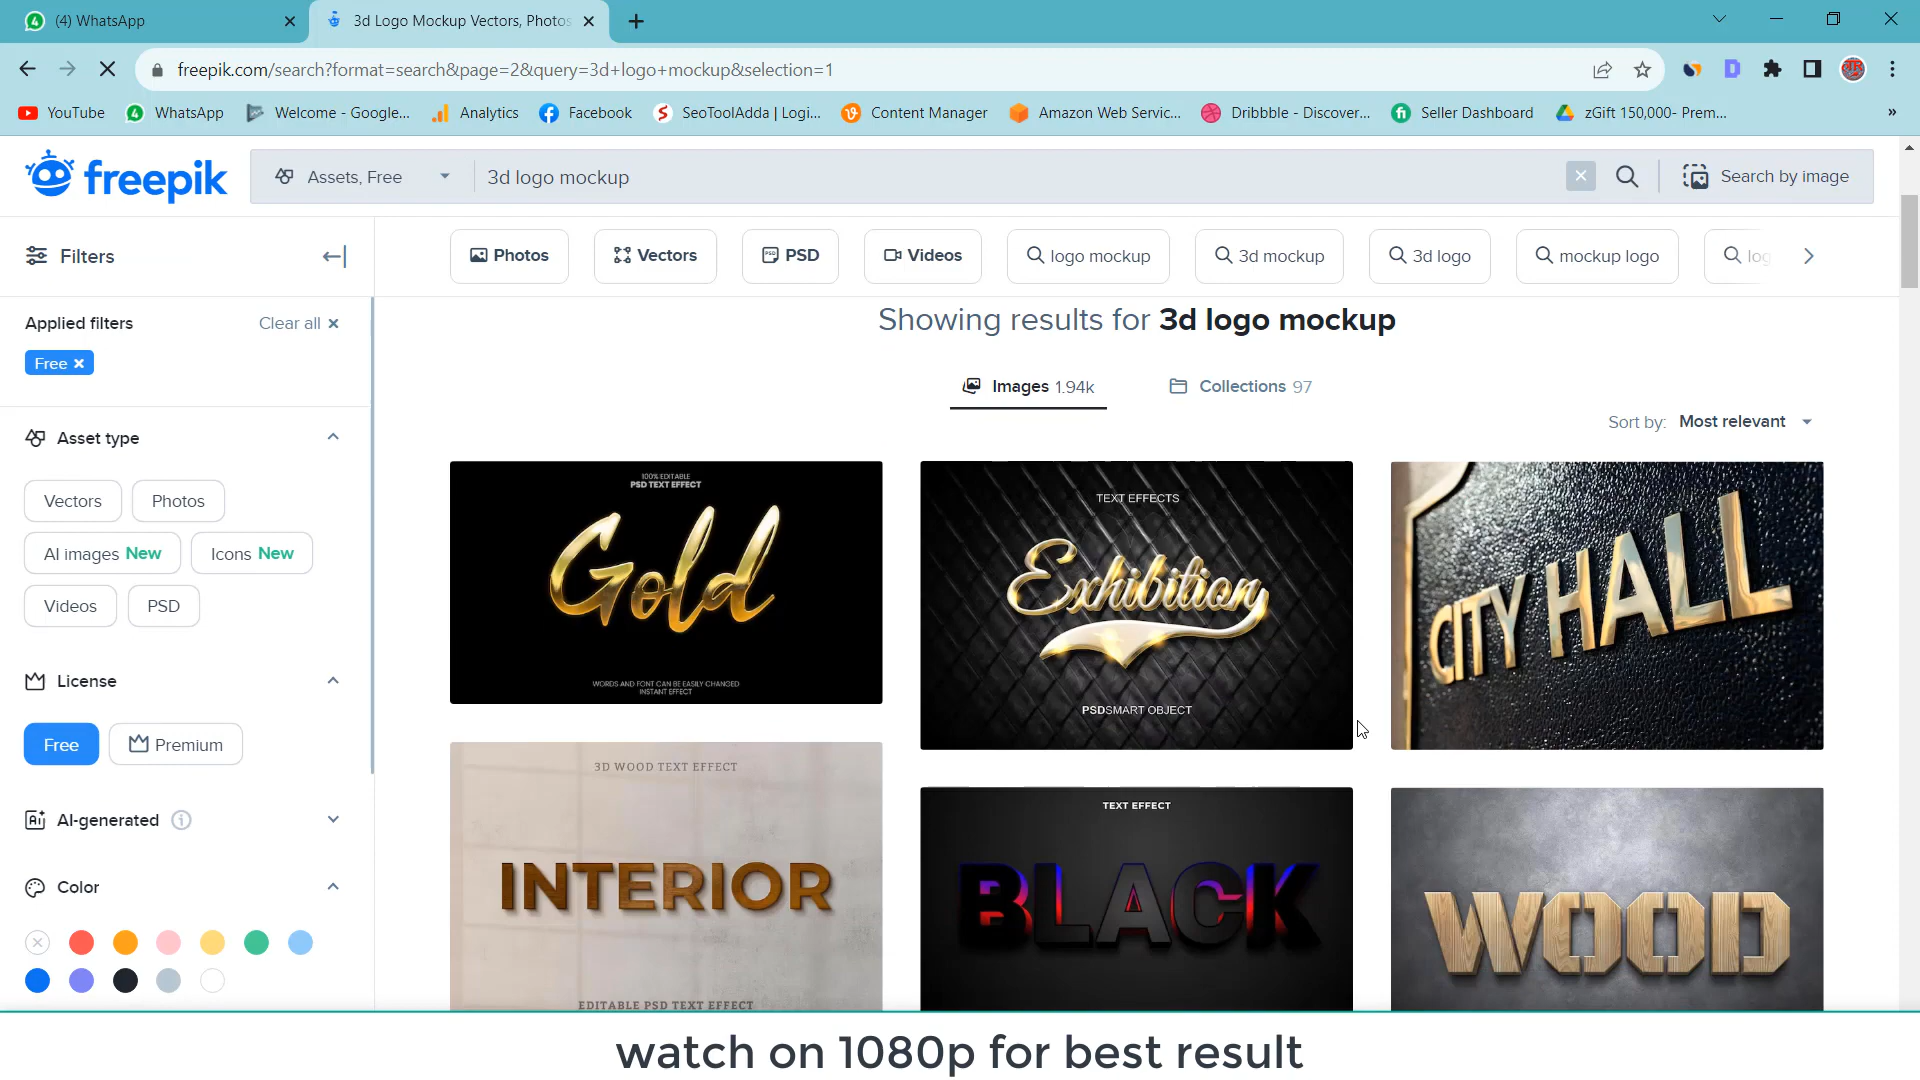 (4) WhatsApp
3d Logo Mockup Vectors, Photos
freepik.com/search?format=search&page=2&query=3d+logo+mockup&selection=1
YouTube
WhatsApp
Welcome - Google...
Analytics
Facebook
SeoToolAdda | Logi...
Content Manager
Amazon Web Servic...
Dribbble - Discover...
Seller Dashboard
zGift 150,000- Prem...
»
freepik
Assets, Free
3d logo mockup
Search by image
Filters
Photos
Vectors
PSD
Videos
logo mockup
3d mockup
3d logo
mockup logo
log
Applied filters
Clear all
Free
Showing results for 3d logo mockup
Images 1.94k
Collections 97
Sort by: Most relevant
Asset type
Vectors
Photos
AI images New
Icons New
Videos
PSD
License
Free
Premium
AI-generated
Color
100% EDITABLE
PSD TEXT EFFECT
Gold
WORDS AND FONT CAN BE EASILY CHANGED
INSTANT EFFECT
TEXT EFFECTS
Exhibition
PSDSMART OBJECT
CITY HALL
3D WOOD TEXT EFFECT
INTERIOR
EDITABLE PSD TEXT EFFECT
TEXT EFFECT
BLACK
WOOD
watch on 1080p for best result